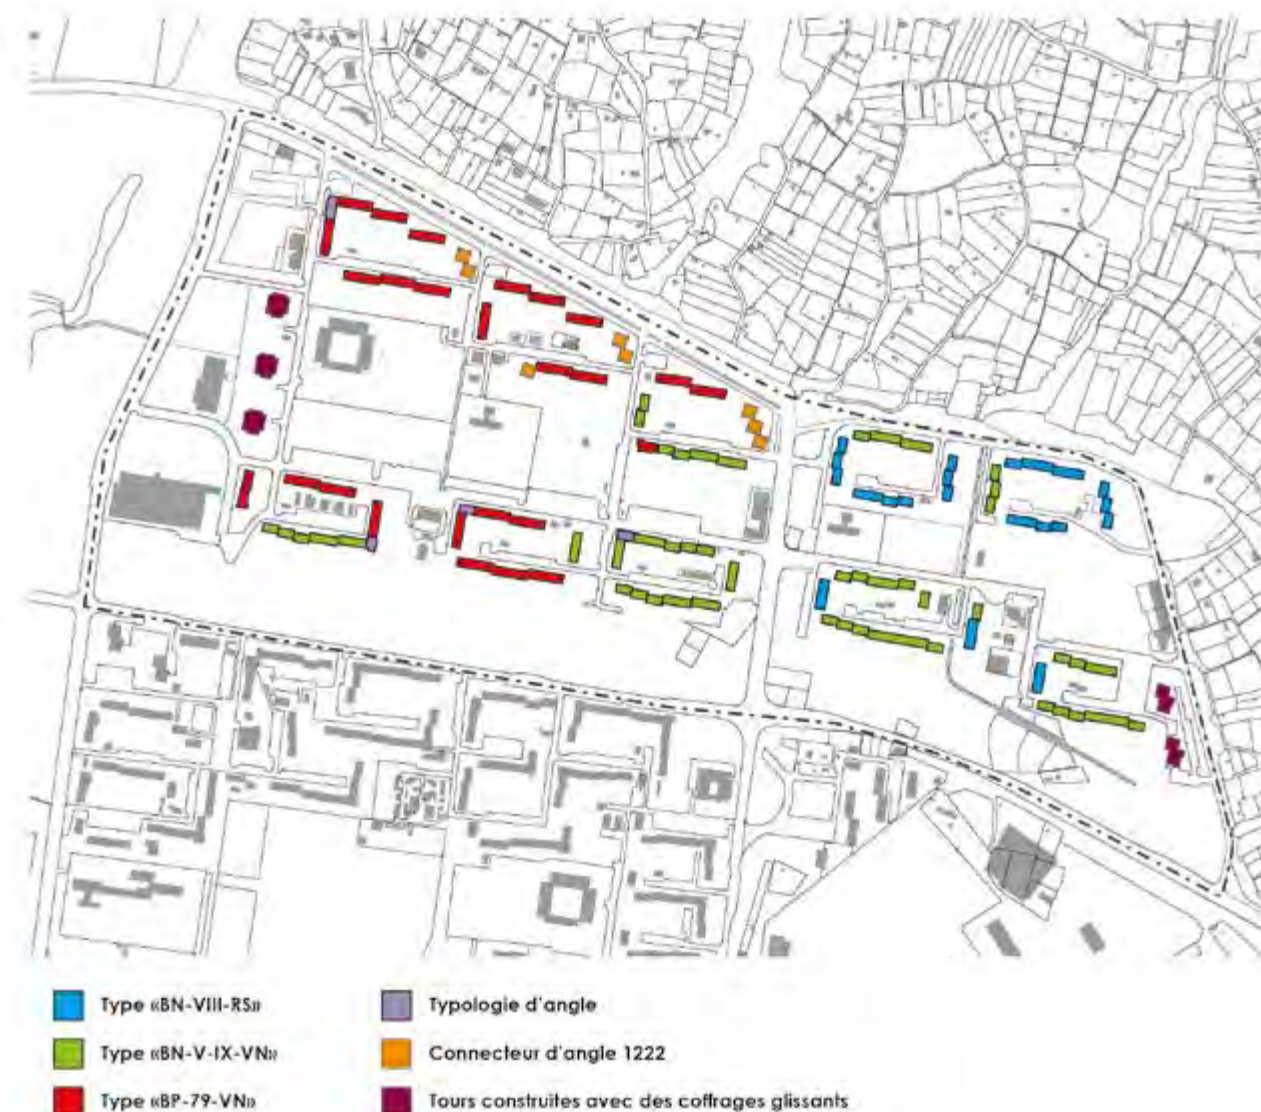 Type «BN-VIII-RS»
Type «BN-V-IX-VN»
Type «BP-79-VN»
Typologie d'angle
Connecteur d'angle 1222
Tours construites avec des coffrages glissants